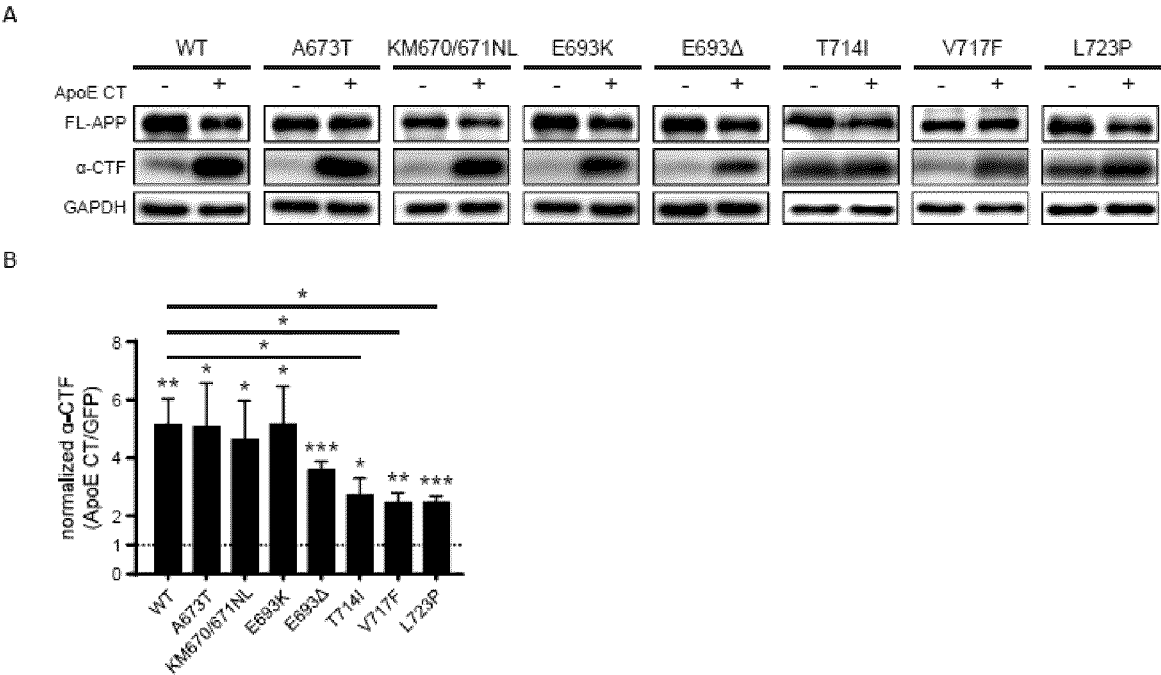 A
WT A673T KM670/671NL E693K E693Δ T714I V717F L723P
ApoE CT - + - + - + - + - + - + - + - +
FL-APP
α-CTF
GAPDH
B
*
*
*
** * * * *** * ** ***
normalized α-CTF
(ApoE CT/GFP)
8
6
4
2
1
0
WT A673T KM670/671NL E693K E693Δ T714I V717F L723P